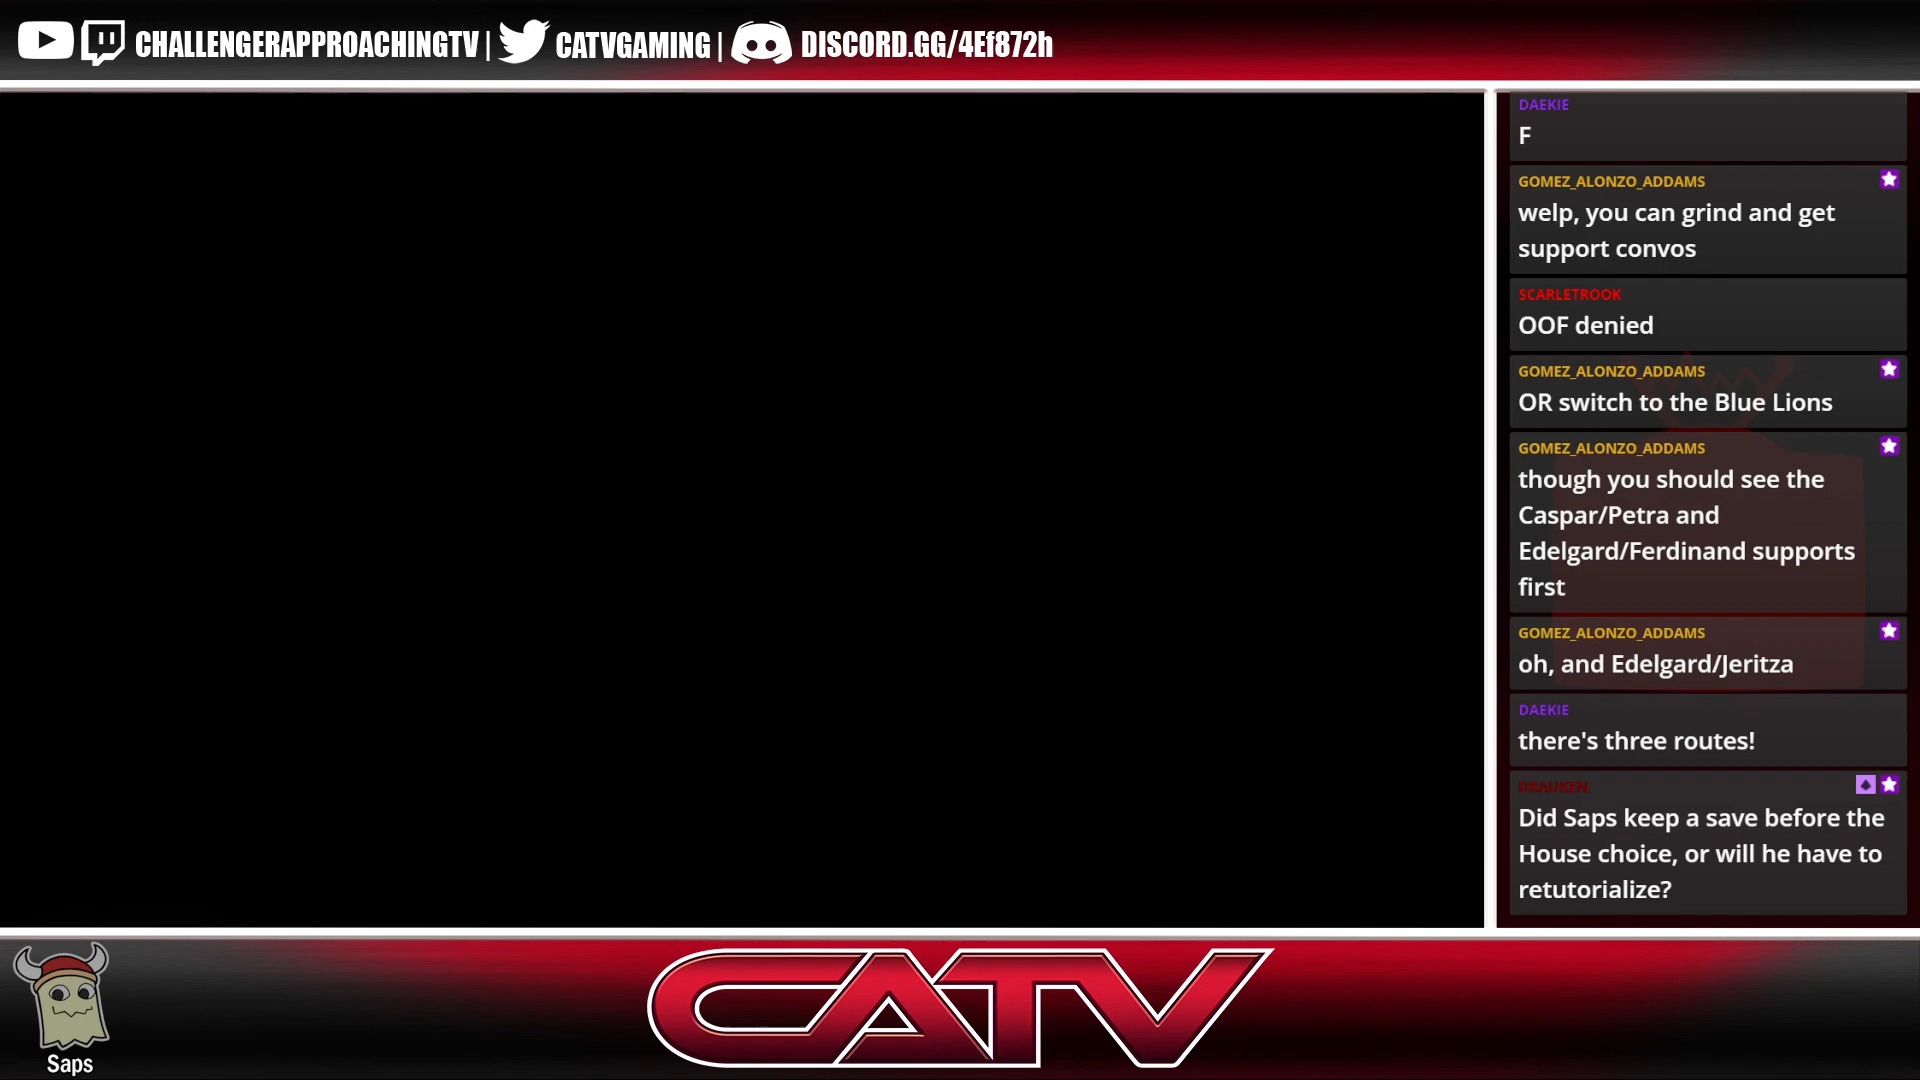 CHALLENGERAPPROACHINGTV | CATVGAMING | DISCORD.GG/4Ef872h
DAEKIE
F
GOMEZ_ALONZO_ADDAMS
welp, you can grind and get
support convos
SCARLETROOK
OOF denied
GOMEZ_ALONZO_ADDAMS
OR switch to the Blue Lions
GOMEZ_ALONZO_ADDAMS
though you should see the
Caspar/Petra and
Edelgard/Ferdinand supports
first
GOMEZ_ALONZO_ADDAMS
oh, and Edelgard/Jeritza
DAEKIE
there's three routes!
DRAUKEN
Did Saps keep a save before the
House choice, or will he have to
retutorialize?
Saps
CATV